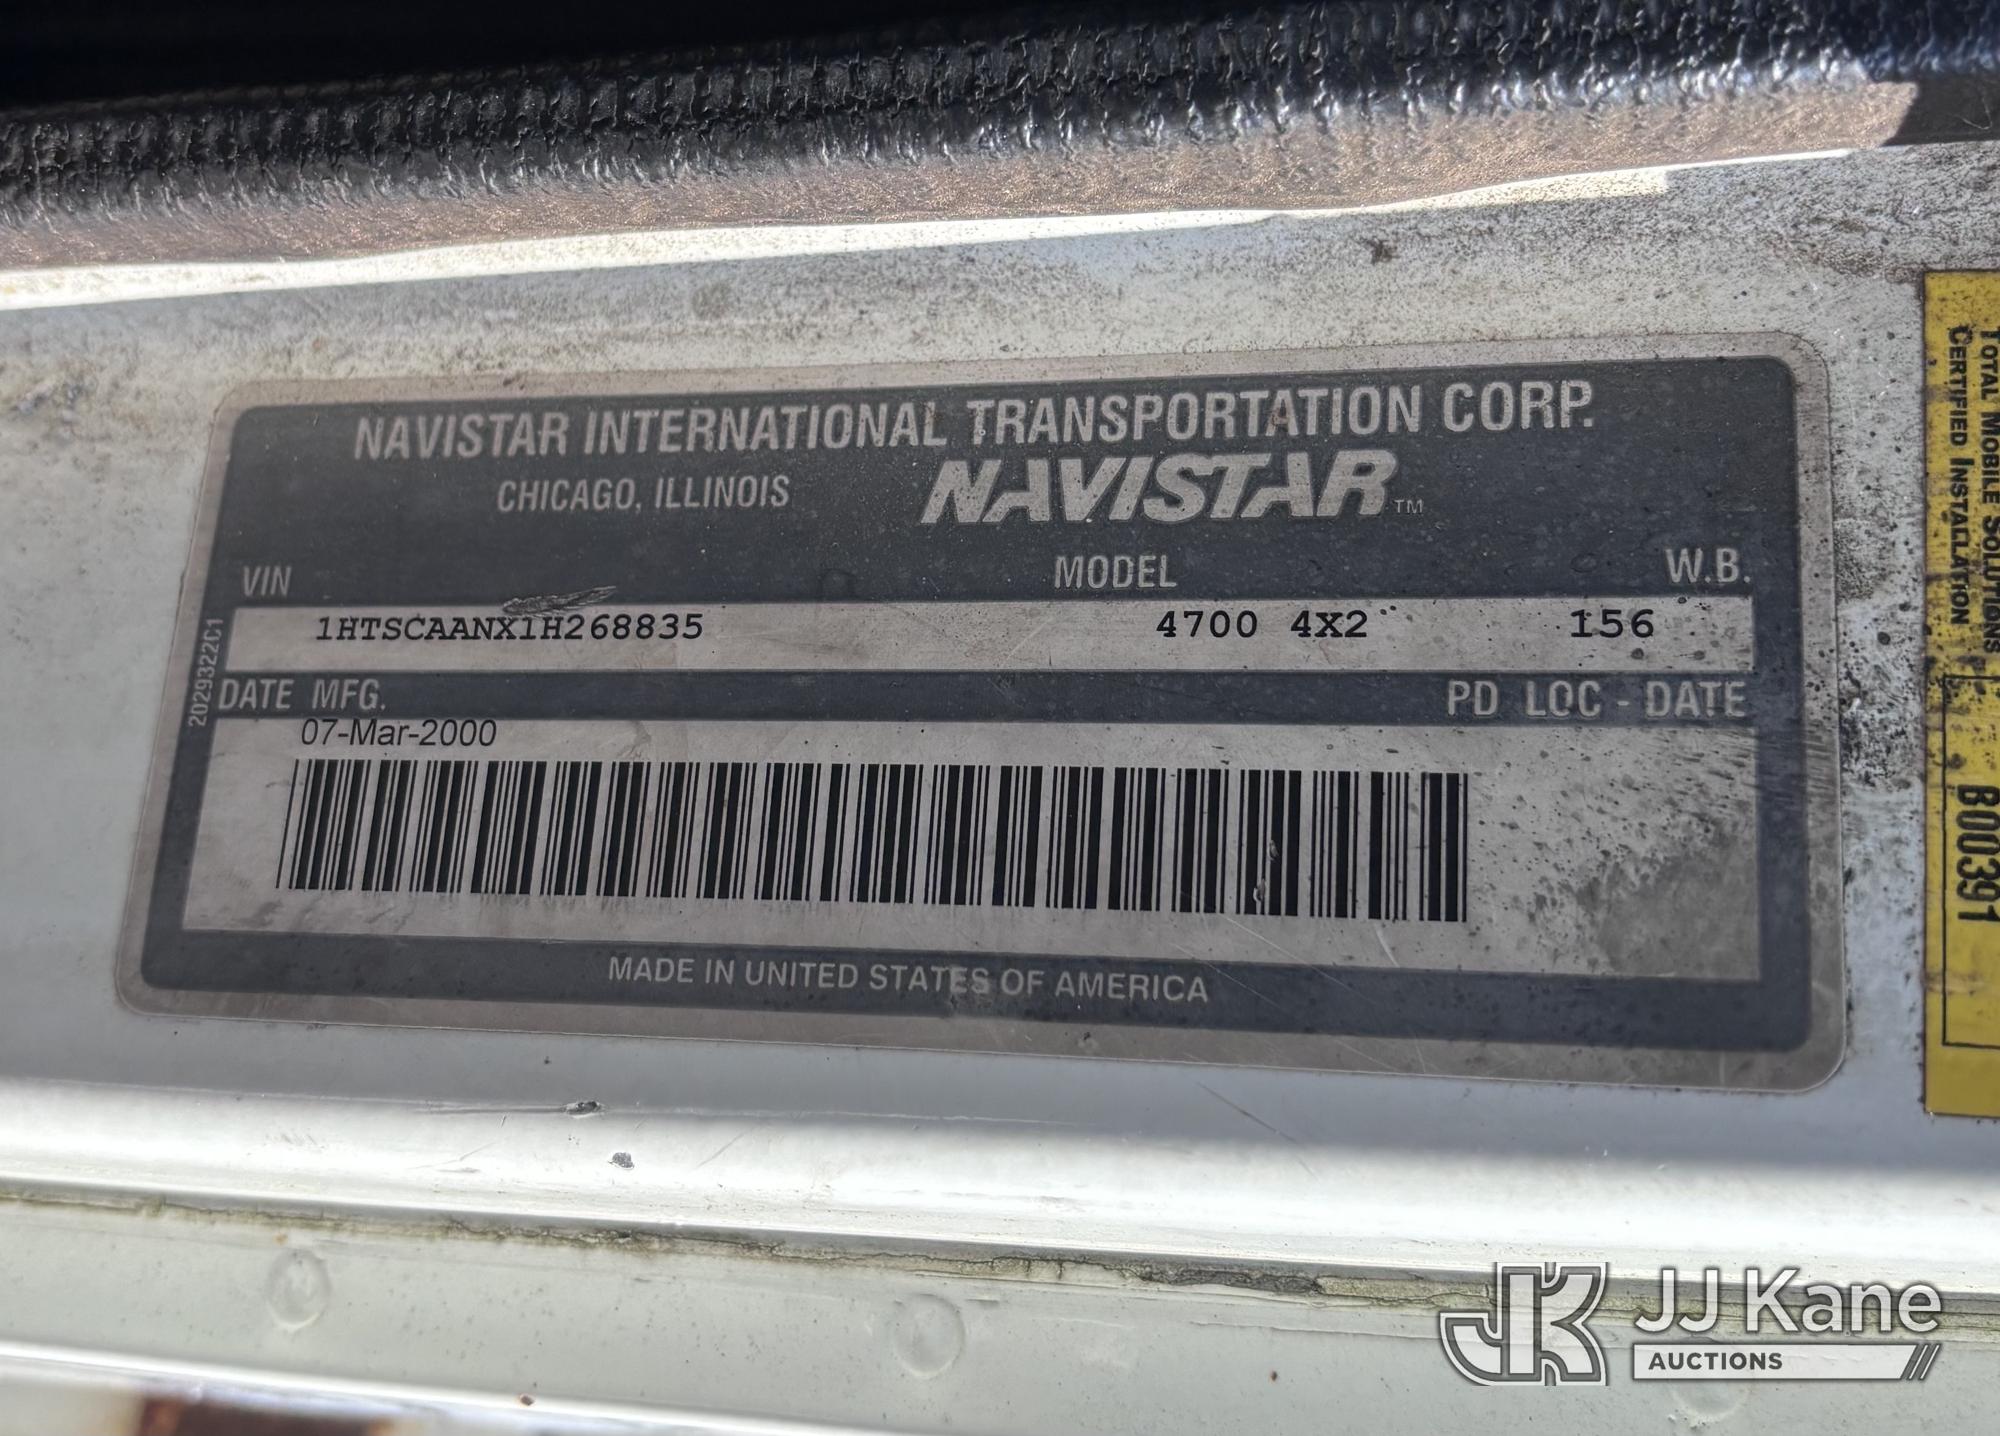 NAVISTAR INTERNATIONAL TRANSPORTATION CORP.
CHICAGO, ILLINOIS NAVISTAR™
VIN MODEL W.B.
1HTSCAANX1H268835 4700 4X2 156
DATE MFG. PD LOC - DATE
07-Mar-2000
MADE IN UNITED STATES OF AMERICA
2029322C1
TOTAL MOBILE SOLUTIONS
CERTIFIED INSTALLATION
B00391
JK JJ Kane
AUCTIONS